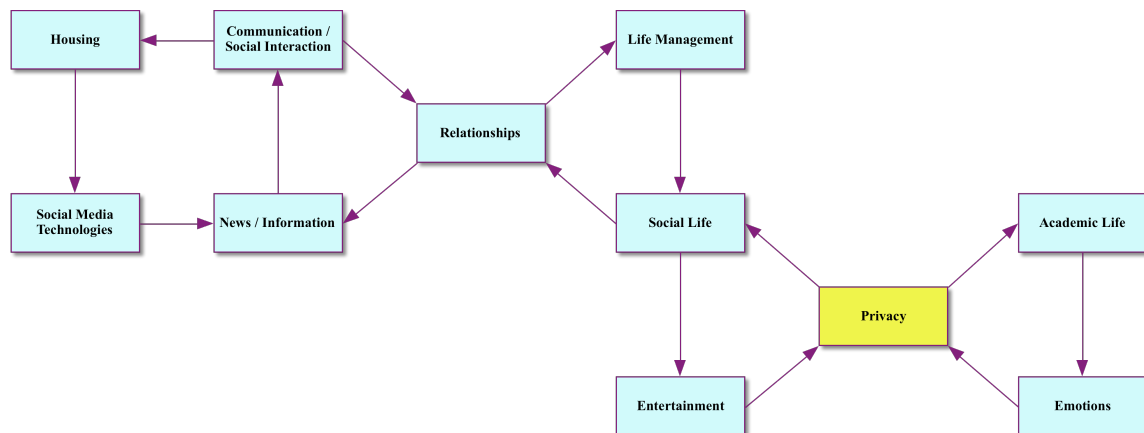 Housing
Communication /
Social Interaction
Life Management
Relationships
Social Media
Technologies
News / Information
Social Life
Academic Life
Privacy
Entertainment
Emotions